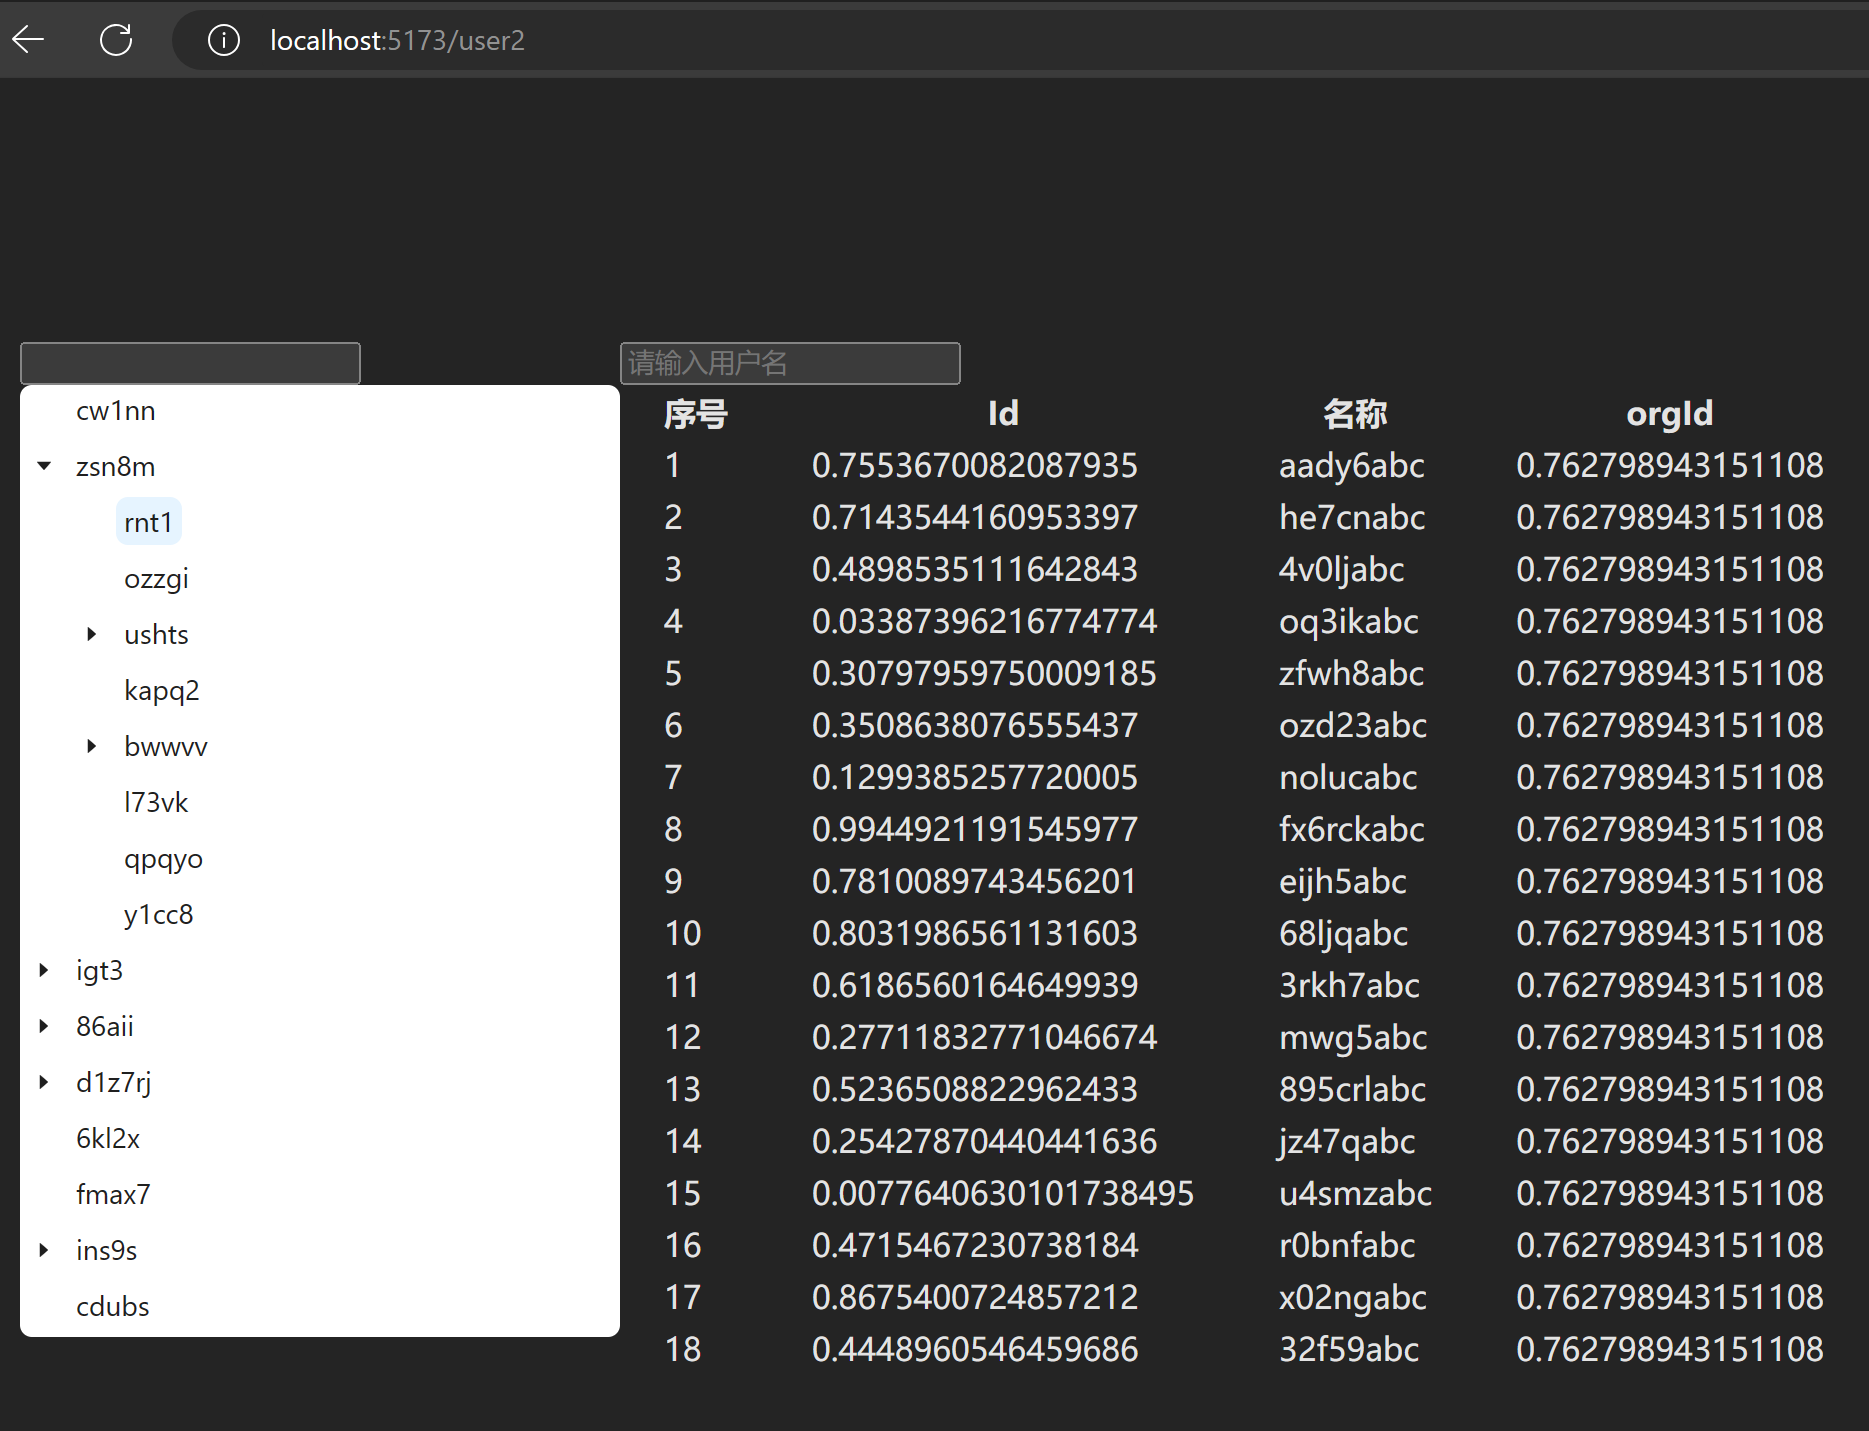 localhost:5173/user2
请输入用户名
cw1nn
zsn8m
rnt1
ozzgi
ushts
kapq2
bwwvv
l73vk
qpqyo
y1cc8
igt3
86aii
d1z7rj
6kl2x
fmax7
ins9s
cdubs
序号 Id 名称 orgId
1 0.7553670082087935 aady6abc 0.762798943151108
2 0.7143544160953397 he7cnabc 0.762798943151108
3 0.4898535111642843 4v0ljabc 0.762798943151108
4 0.033873962167747​74 oq3ikabc 0.762798943151108
5 0.30797959750009185 zfwh8abc 0.762798943151108
6 0.3508638076555437 ozd23abc 0.762798943151108
7 0.1299385257720005 nolucabc 0.762798943151108
8 0.9944921191545977 fx6rckabc 0.762798943151108
9 0.7810089743456201 eijh5abc 0.762798943151108
10 0.8031986561131603 68ljqabc 0.762798943151108
11 0.6186560164649939 3rkh7abc 0.762798943151108
12 0.27711832771046674 mwg5abc 0.762798943151108
13 0.5236508822962433 895crlabc 0.762798943151108
14 0.25427870440441636 jz47qabc 0.762798943151108
15 0.0077640630101738495 u4smzabc 0.762798943151108
16 0.4715467230738184 r0bnfabc 0.762798943151108
17 0.8675400724857212 x02ngabc 0.762798943151108
18 0.4448960546459686 32f59abc 0.762798943151108